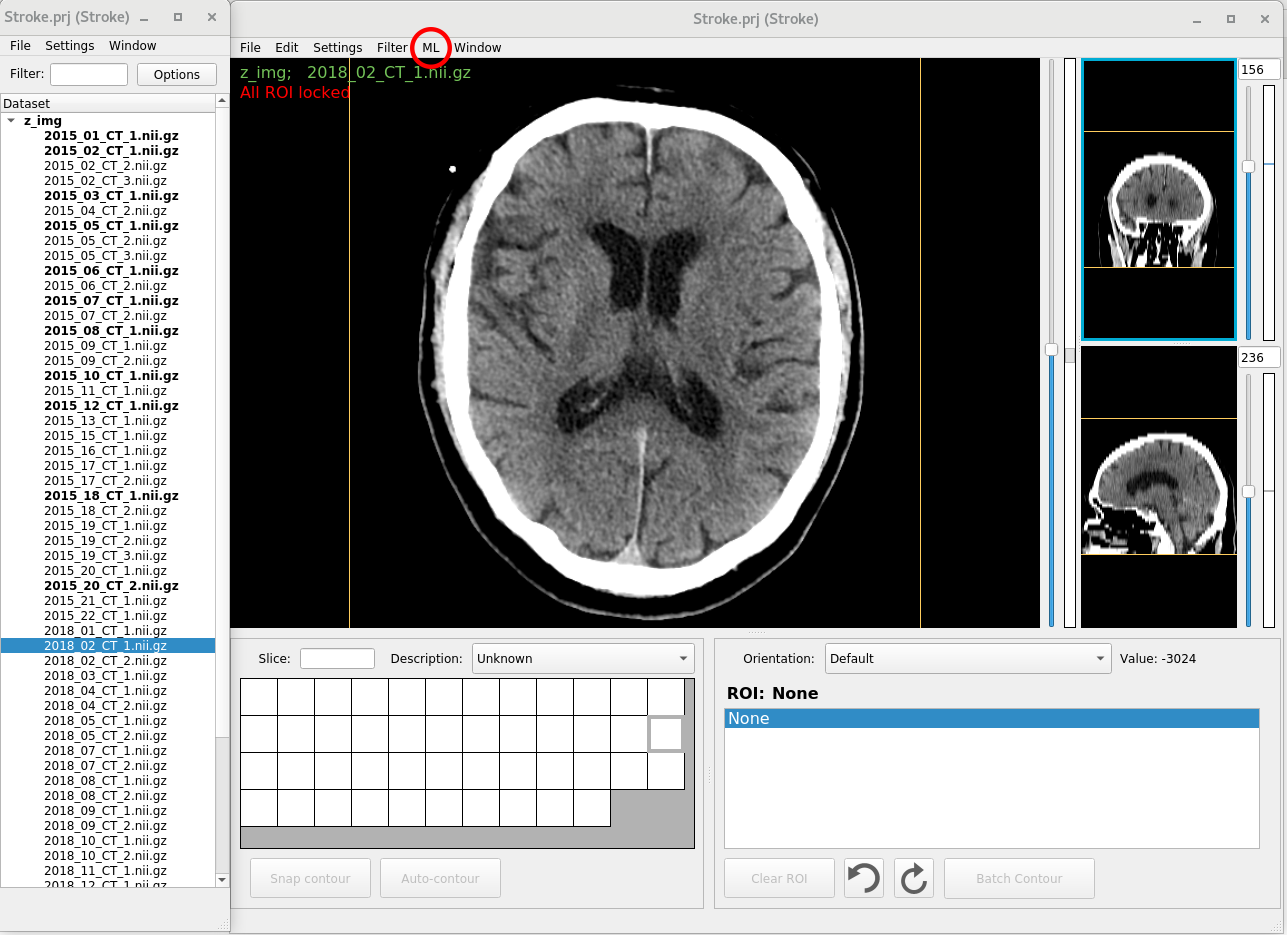 Stroke.prj (Stroke)
File Settings Window
Filter:
Options
Dataset
z_img
2015_01_CT_1.nii.gz
2015_02_CT_1.nii.gz
2015_02_CT_2.nii.gz
2015_02_CT_3.nii.gz
2015_03_CT_1.nii.gz
2015_04_CT_2.nii.gz
2015_05_CT_1.nii.gz
2015_05_CT_2.nii.gz
2015_05_CT_3.nii.gz
2015_06_CT_1.nii.gz
2015_06_CT_2.nii.gz
2015_07_CT_1.nii.gz
2015_07_CT_2.nii.gz
2015_08_CT_1.nii.gz
2015_09_CT_1.nii.gz
2015_09_CT_2.nii.gz
2015_10_CT_1.nii.gz
2015_11_CT_1.nii.gz
2015_12_CT_1.nii.gz
2015_13_CT_1.nii.gz
2015_15_CT_1.nii.gz
2015_16_CT_1.nii.gz
2015_17_CT_1.nii.gz
2015_17_CT_2.nii.gz
2015_18_CT_1.nii.gz
2015_18_CT_2.nii.gz
2015_19_CT_1.nii.gz
2015_19_CT_2.nii.gz
2015_19_CT_3.nii.gz
2015_20_CT_1.nii.gz
2015_20_CT_2.nii.gz
2015_21_CT_1.nii.gz
2015_22_CT_1.nii.gz
2018_01_CT_1.nii.gz
2018_02_CT_1.nii.gz
2018_02_CT_2.nii.gz
2018_03_CT_1.nii.gz
2018_04_CT_1.nii.gz
2018_04_CT_2.nii.gz
2018_05_CT_1.nii.gz
2018_05_CT_2.nii.gz
2018_07_CT_1.nii.gz
2018_07_CT_2.nii.gz
2018_08_CT_1.nii.gz
2018_08_CT_2.nii.gz
2018_09_CT_1.nii.gz
2018_09_CT_2.nii.gz
2018_10_CT_1.nii.gz
2018_10_CT_2.nii.gz
2018_11_CT_1.nii.gz
2018_12_CT_1.nii.gz
Stroke.prj (Stroke)
File Edit Settings Filter ML Window
z_img; 2018_02_CT_1.nii.gz
All ROI locked
156
236
Slice:
Description: Unknown
Snap contour
Auto-contour
Orientation: Default
Value: -3024
ROI: None
None
Clear ROI
Batch Contour